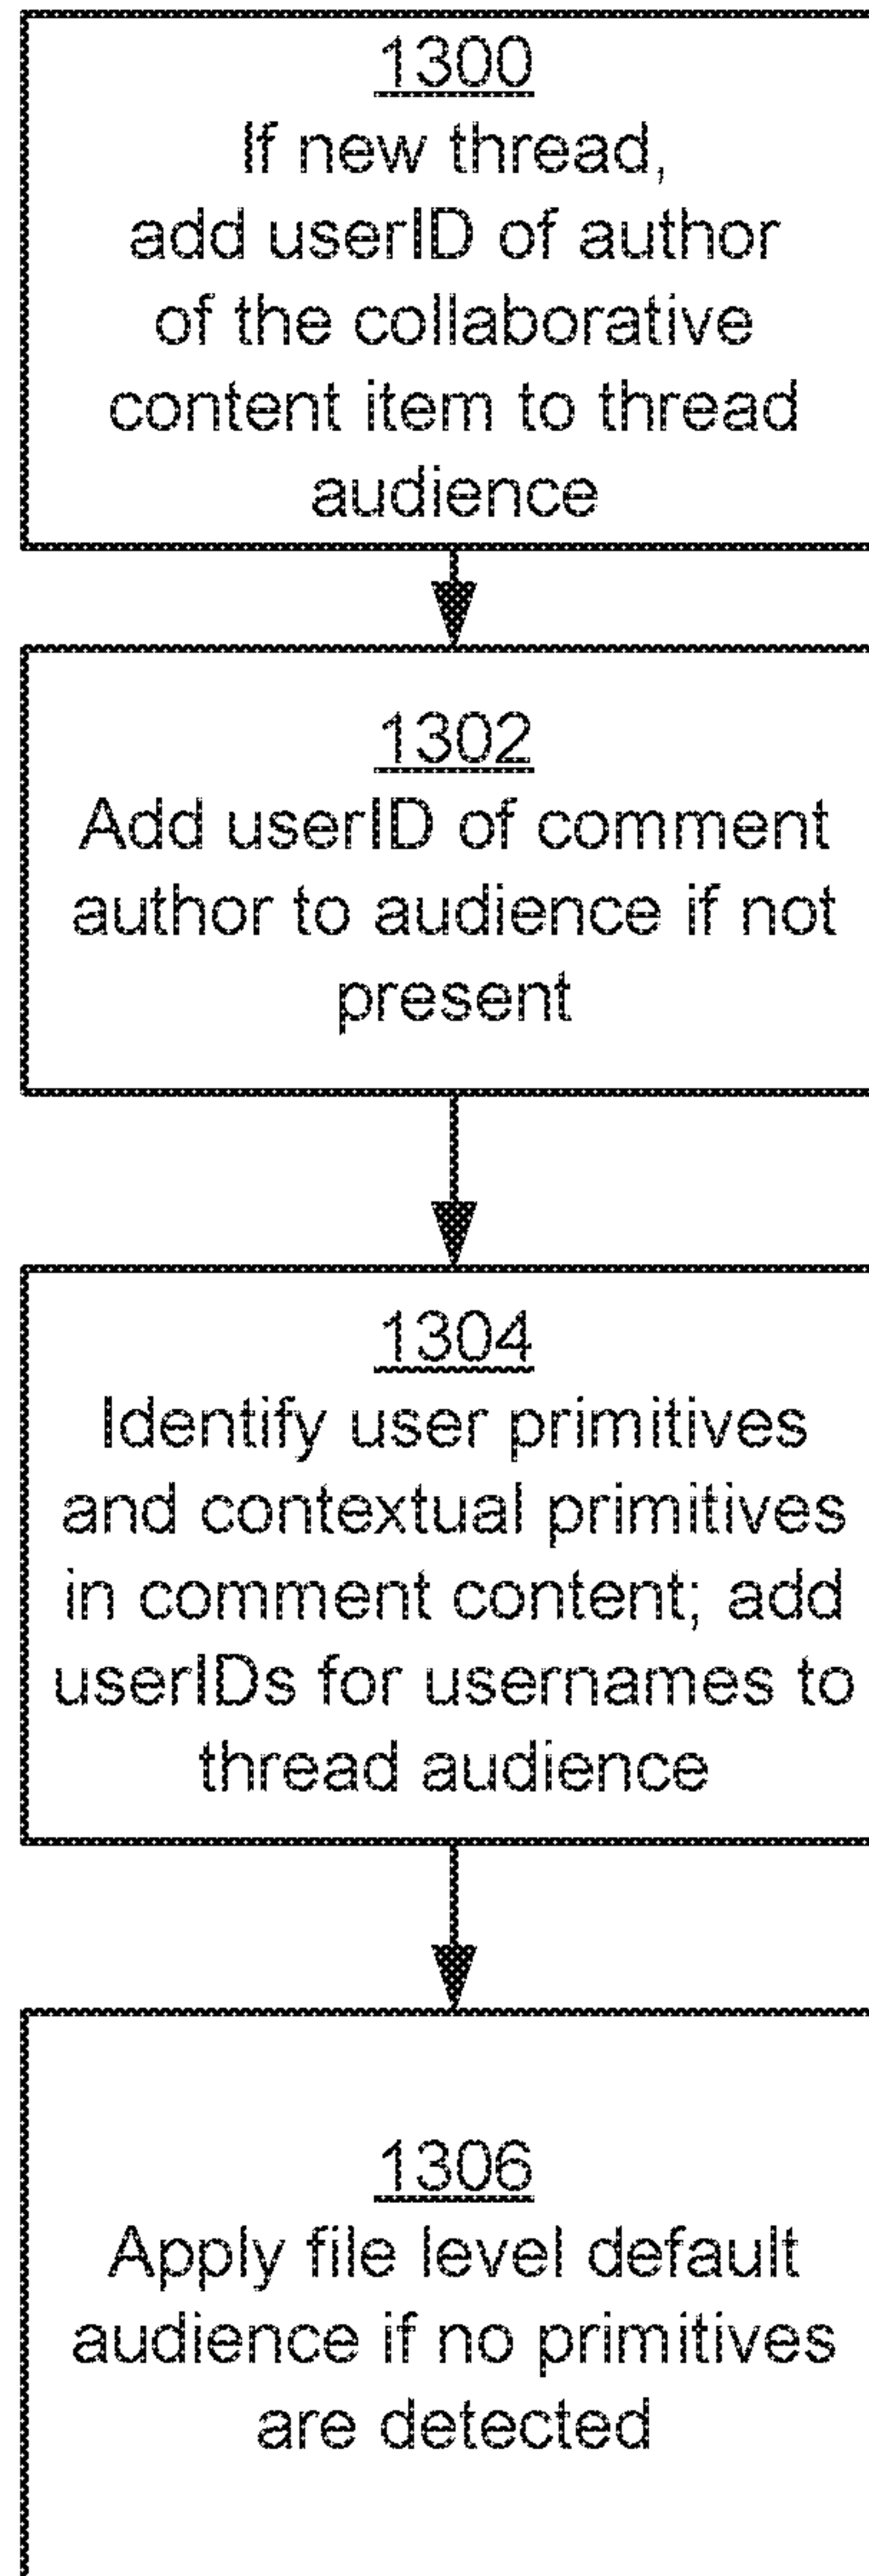 1300
If new thread,
add userID of author
of the collaborative
content item to thread
audience
1302
Add userID of comment
author to audience if not
present
1304
Identify user primitives
and contextual primitives
in comment content; add
userIDs for usernames to
thread audience
1306
Apply file level default
audience if no primitives
are detected